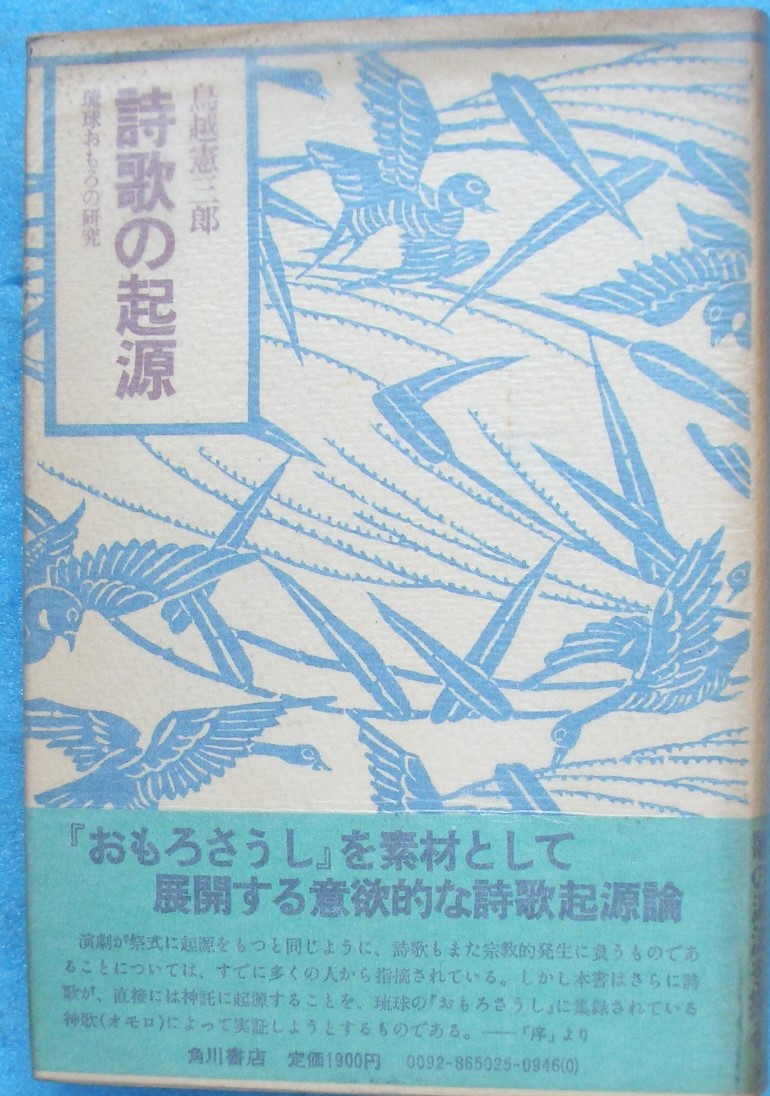 鳥越憲三郎
詩歌の起源
琉球おもろの研究
『おもろさうし』を素材として
展開する意欲的な詩歌起源論
演劇が祭式に起源をもつと同じように、詩歌もまた宗教的発生に負うものであ
ることについては、すでに多くの人から指摘されている。しかし本書はさらに詩
歌が、直接には神託に起源することを、琉球の『おもろさうし』に集録されている
神歌(オモロ)によって実証しようとするものである。——「序」より
角川書店 定価1900円 0092-865025-0946(0)